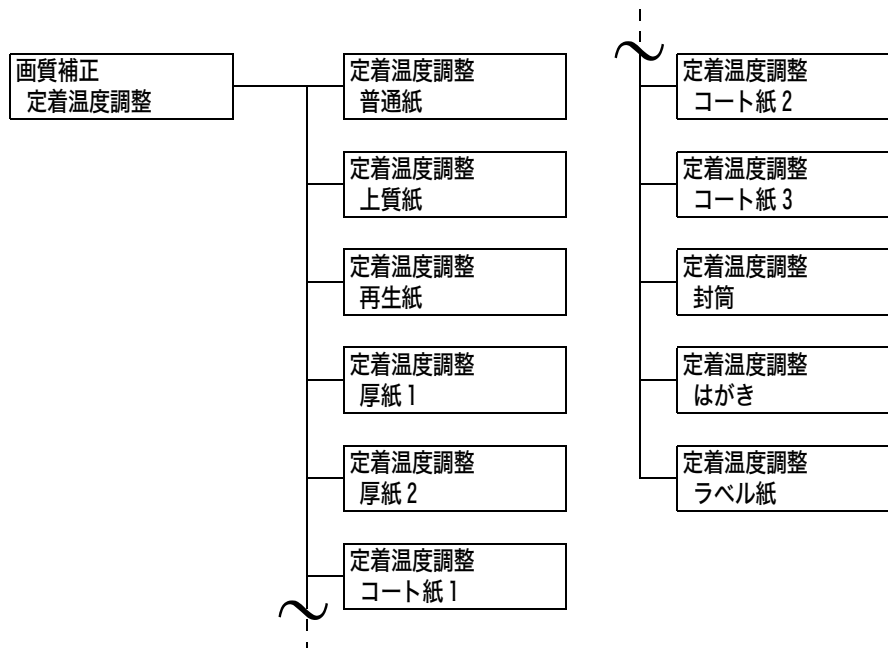 画質補正
定着温度調整
定着温度調整
普通紙
定着温度調整
上質紙
定着温度調整
再生紙
定着温度調整
厚紙 1
定着温度調整
厚紙 2
定着温度調整
コート紙 1
定着温度調整
コート紙 2
定着温度調整
コート紙 3
定着温度調整
封筒
定着温度調整
はがき
定着温度調整
ラベル紙